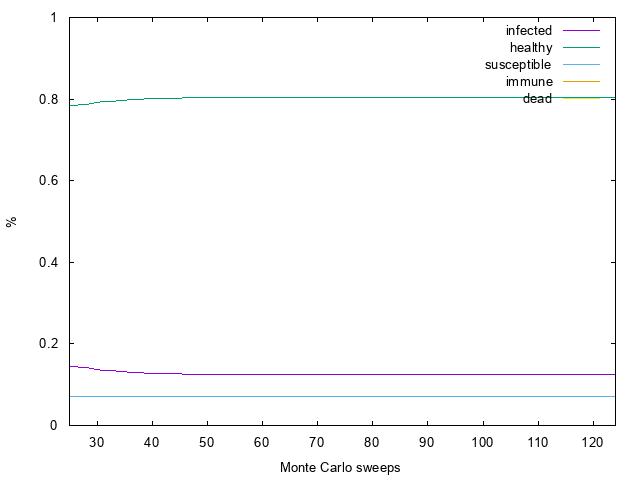 1
infected
healthy
susceptible
immune
dead
0.8
0.6
%
0.4
0.2
0
30 40 50 60 70 80 90 100 110 120
Monte Carlo sweeps